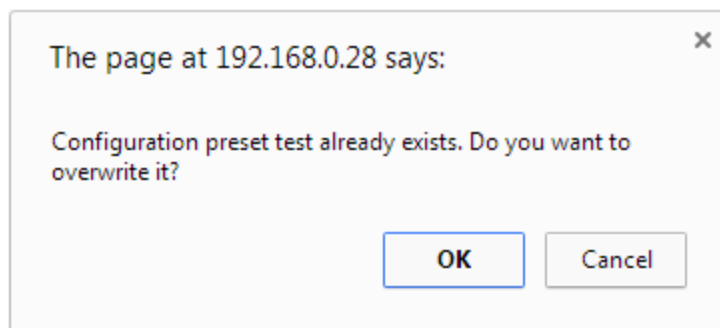 The page at 192.168.0.28 says:
Configuration preset test already exists. Do you want to
overwrite it?
OK
Cancel